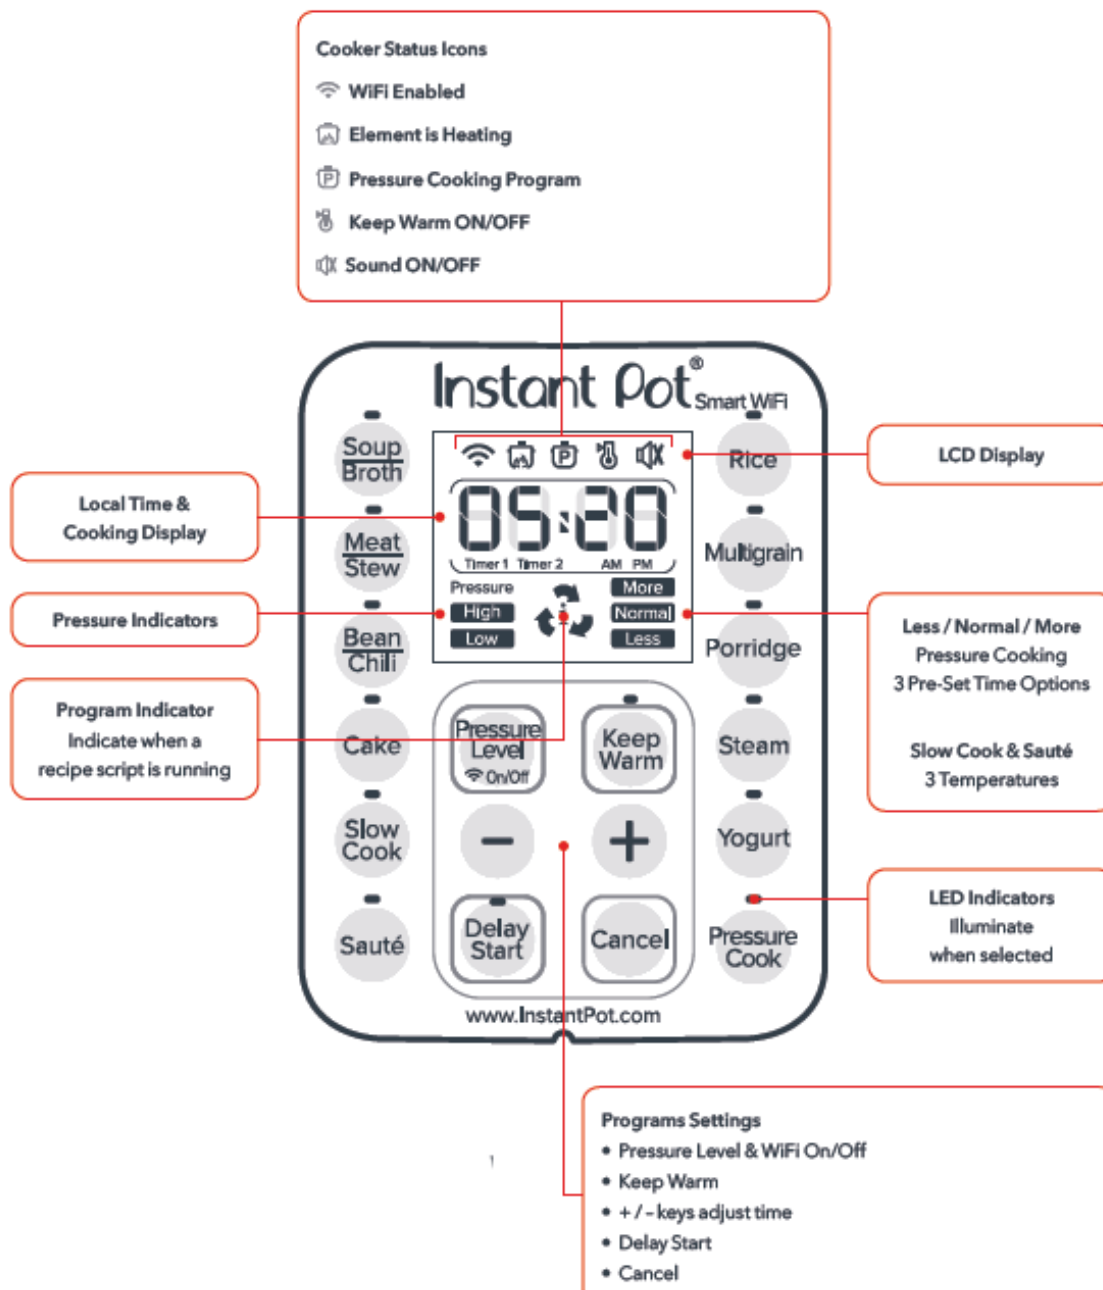 Cooker Status Icons
WiFi Enabled
Element is Heating
Pressure Cooking Program
Keep Warm ON/OFF
Sound ON/OFF
Instant Pot®
Smart WiFi
Soup
Broth
Meat
Stew
Bean
Chili
Cake
Slow
Cook
Sauté
P
05:20
Timer 1 Timer 2 AM PM
Pressure
High
Low
More
Normal
Less
Pressure
Level
On/Off
Keep
Warm
-
+
Delay
Start
Cancel
Rice
Multigrain
Porridge
Steam
Yogurt
Pressure
Cook
www.InstantPot.com
Local Time &
Cooking Display
Pressure Indicators
Program Indicator
Indicate when a
recipe script is running
LCD Display
Less / Normal / More
Pressure Cooking
3 Pre-Set Time Options
Slow Cook & Sauté
3 Temperatures
LED Indicators
Illuminate
when selected
Programs Settings
• Pressure Level & WiFi On/Off
• Keep Warm
• + / - keys adjust time
• Delay Start
• Cancel